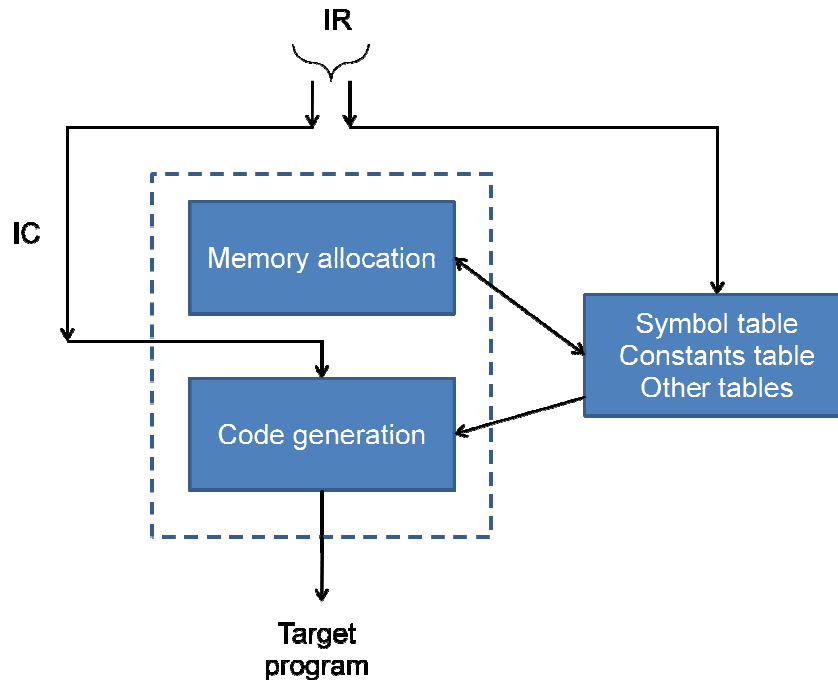 IR
IC
Memory allocation
Symbol table
Constants table
Other tables
Code generation
Target
program